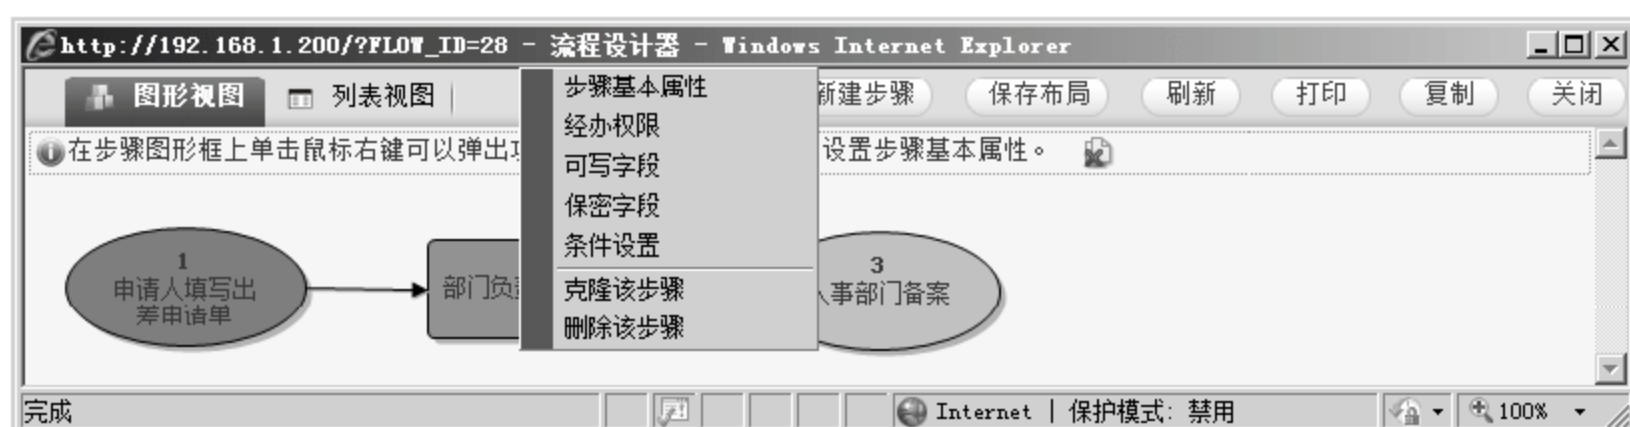 http://192.168.1.200/?FLOW_ID=28 - 流程设计器 - Windows Internet Explorer
图形视图 列表视图 新建步骤 保存布局 刷新 打印 复制 关闭
在步骤图形框上单击鼠标右键可以弹出 设置步骤基本属性。
步骤基本属性
经办权限
可写字段
保密字段
条件设置
克隆该步骤
删除该步骤
1
申请人填写出
差申请单
部门负
3
人事部门备案
完成 Internet | 保护模式: 禁用 100%